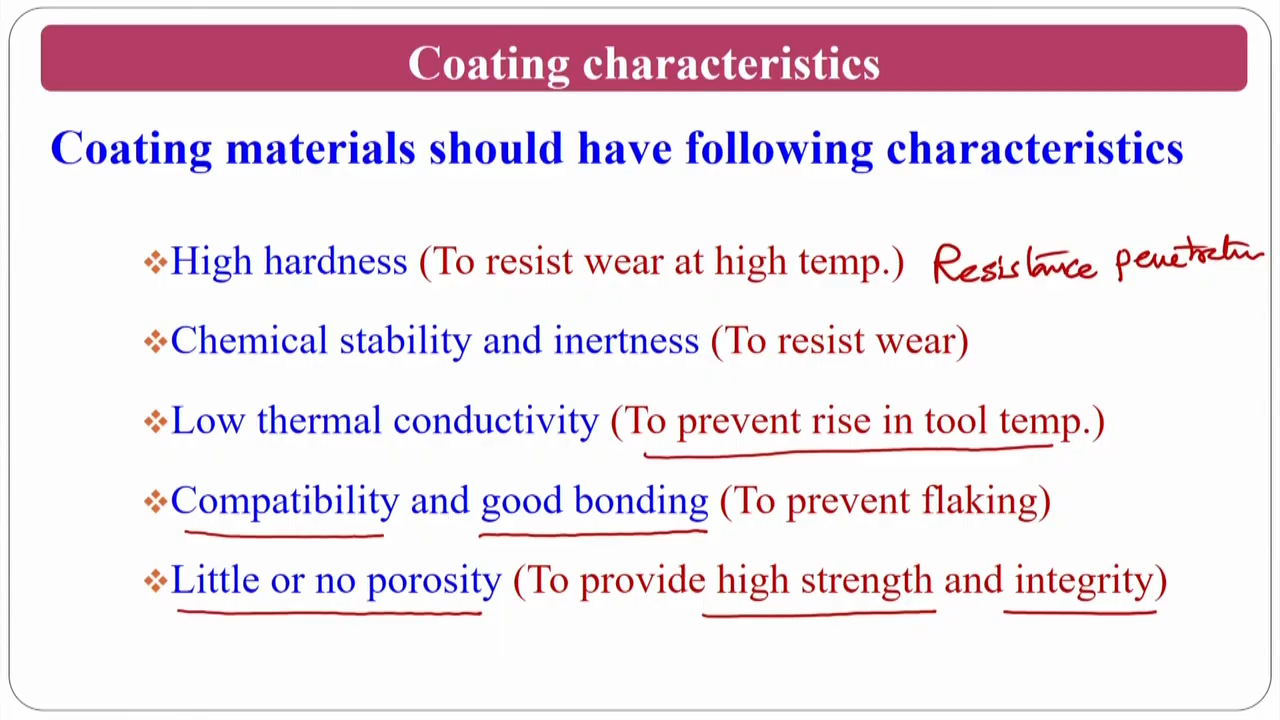 Coating characteristics
Coating materials should have following characteristics
High hardness (To resist wear at high temp.) Resistance penetration
Chemical stability and inertness (To resist wear)
Low thermal conductivity (To prevent rise in tool temp.)
Compatibility and good bonding (To prevent flaking)
Little or no porosity (To provide high strength and integrity)